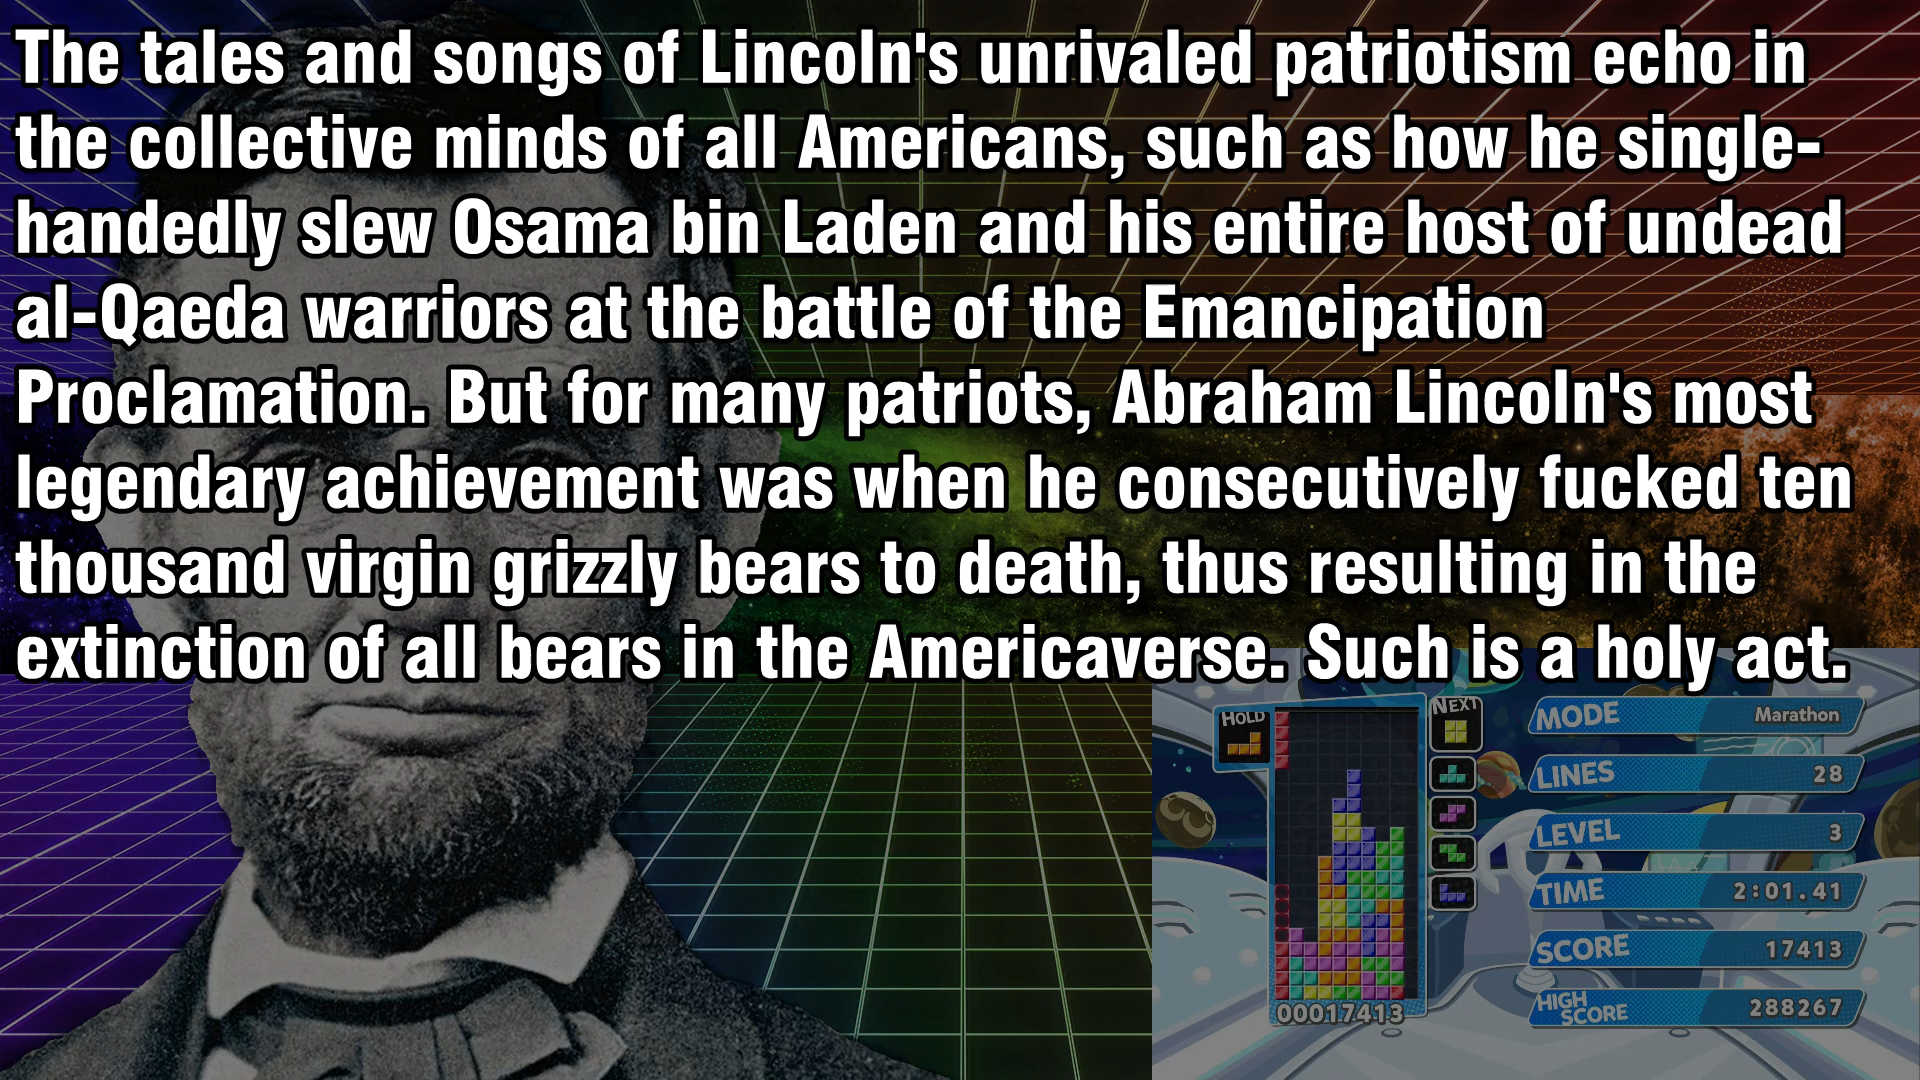 The tales and songs of Lincoln's unrivaled patriotism echo in
the collective minds of all Americans, such as how he single-
handedly slew Osama bin Laden and his entire host of undead
al-Qaeda warriors at the battle of the Emancipation
Proclamation. But for many patriots, Abraham Lincoln's most
legendary achievement was when he consecutively fucked ten
thousand virgin grizzly bears to death, thus resulting in the
extinction of all bears in the Americaverse. Such is a holy act.
HOLD
NEXT
MODE Marathon
LINES 28
LEVEL 3
TIME 2:01.41
SCORE 17413
HIGH SCORE 288267
00017413